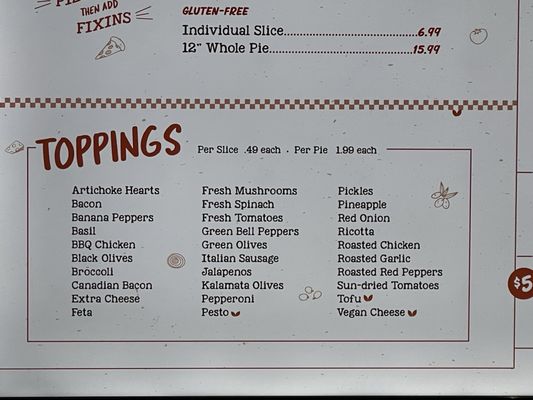 THEN ADD
FIXINS
GLUTEN-FREE
Individual Slice 6.99
12" Whole Pie 15.99
TOPPINGS
Per Slice .49 each · Per Pie 1.99 each
Artichoke Hearts
Bacon
Banana Peppers
Basil
BBQ Chicken
Black Olives
Broccoli
Canadian Bacon
Extra Cheese
Feta
Fresh Mushrooms
Fresh Spinach
Fresh Tomatoes
Green Bell Peppers
Green Olives
Italian Sausage
Jalapenos
Kalamata Olives
Pepperoni
Pesto
Pickles
Pineapple
Red Onion
Ricotta
Roasted Chicken
Roasted Garlic
Roasted Red Peppers
Sun-dried Tomatoes
Tofu
Vegan Cheese